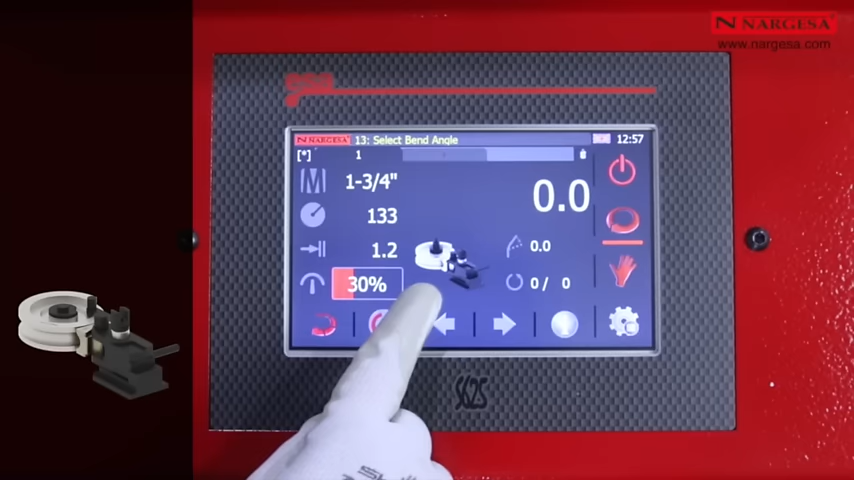 NARGESA
www.nargesa.com
NARGESA 13: Select Bend Angle 12:57
[*] 1
1-3/4"
0.0
133
1.2
0.0
30%
0/ 0